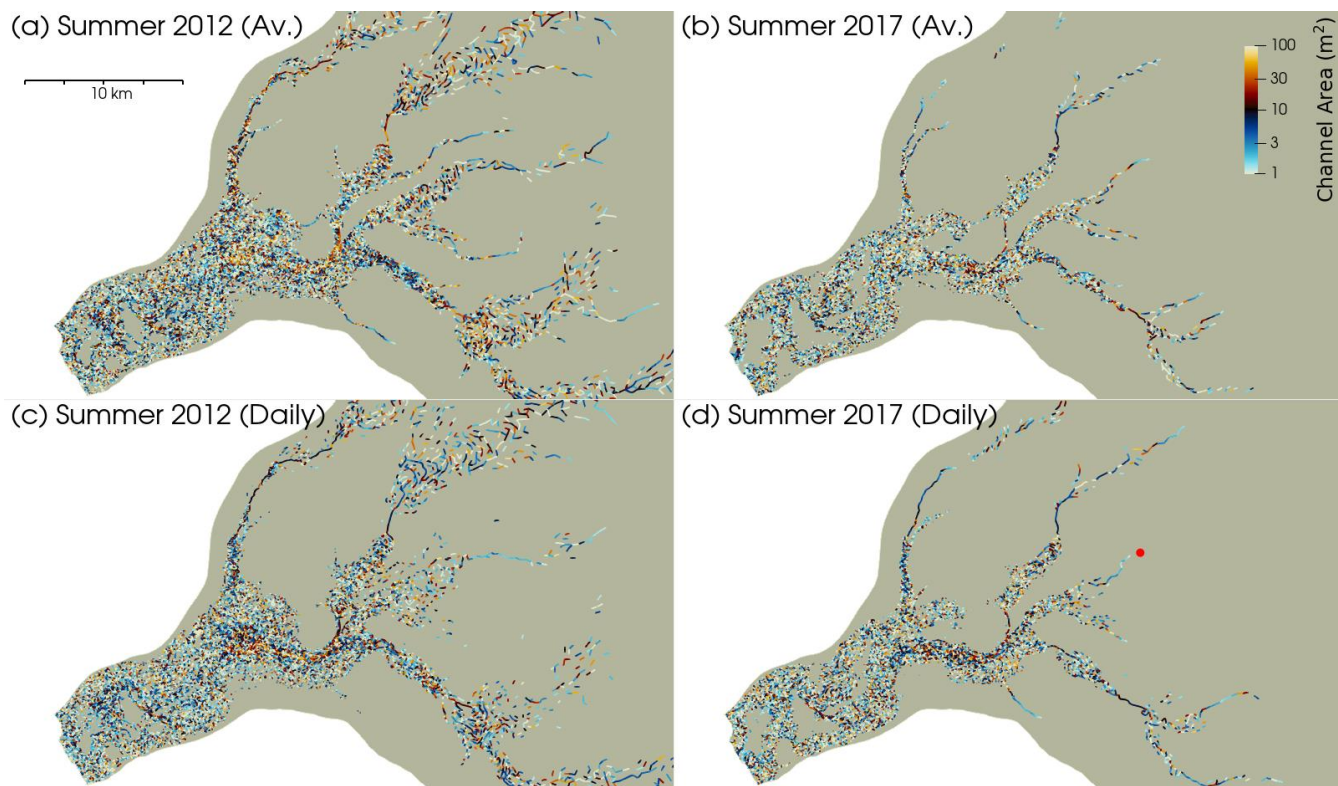 (a) Summer 2012 (Av.)
10 km
(b) Summer 2017 (Av.)
100
30
10
3
1
Channel Area (m²)
(c) Summer 2012 (Daily)
(d) Summer 2017 (Daily)